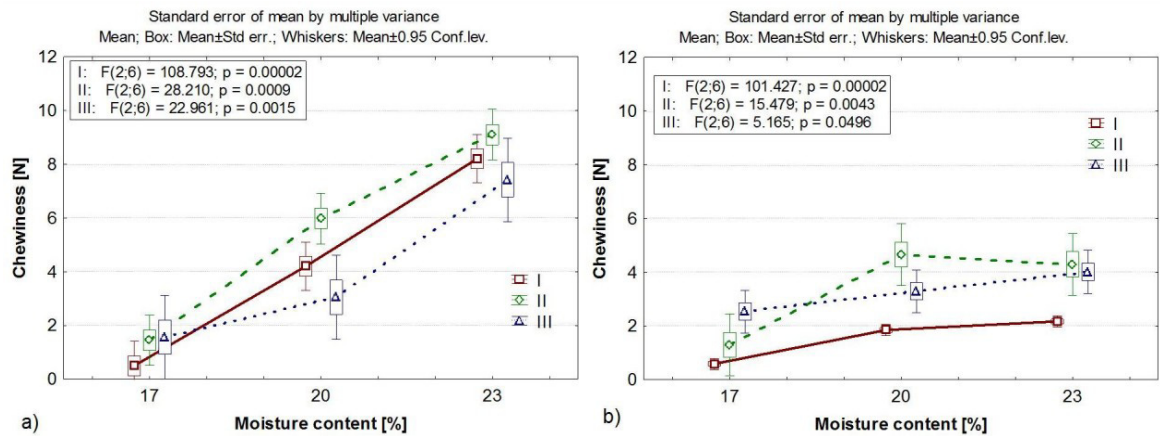 Standard error of mean by multiple variance
Mean; Box: Mean±Std err.; Whiskers: Mean±0.95 Conf.lev.
I: F(2;6) = 108.793; p = 0.00002
II: F(2;6) = 28.210; p = 0.0009
III: F(2;6) = 22.961; p = 0.0015
Chewiness [N]
12
10
8
6
4
2
0
I
II
III
17
20
23
Moisture content [%]
a)
Standard error of mean by multiple variance
Mean; Box: Mean±Std err.; Whiskers: Mean±0.95 Conf.lev.
I: F(2;6) = 101.427; p = 0.00002
II: F(2;6) = 15.479; p = 0.0043
III: F(2;6) = 5.165; p = 0.0496
Chewiness [N]
12
10
8
6
4
2
0
I
II
III
17
20
23
Moisture content [%]
b)